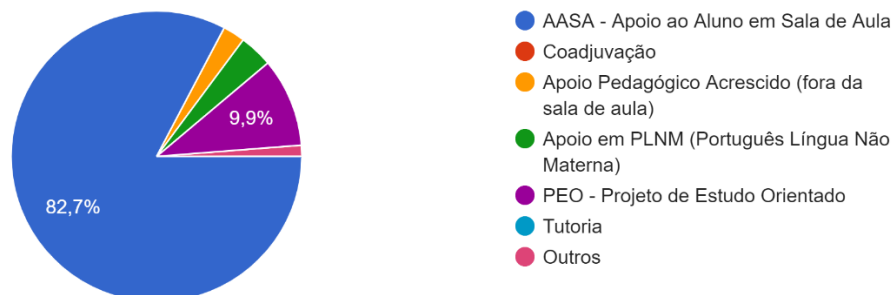 9,9%
82,7%
AASA - Apoio ao Aluno em Sala de Aula
Coadjuvação
Apoio Pedagógico Acrescido (fora da
sala de aula)
Apoio em PLNM (Português Língua Não
Materna)
PEO - Projeto de Estudo Orientado
Tutoria
Outros